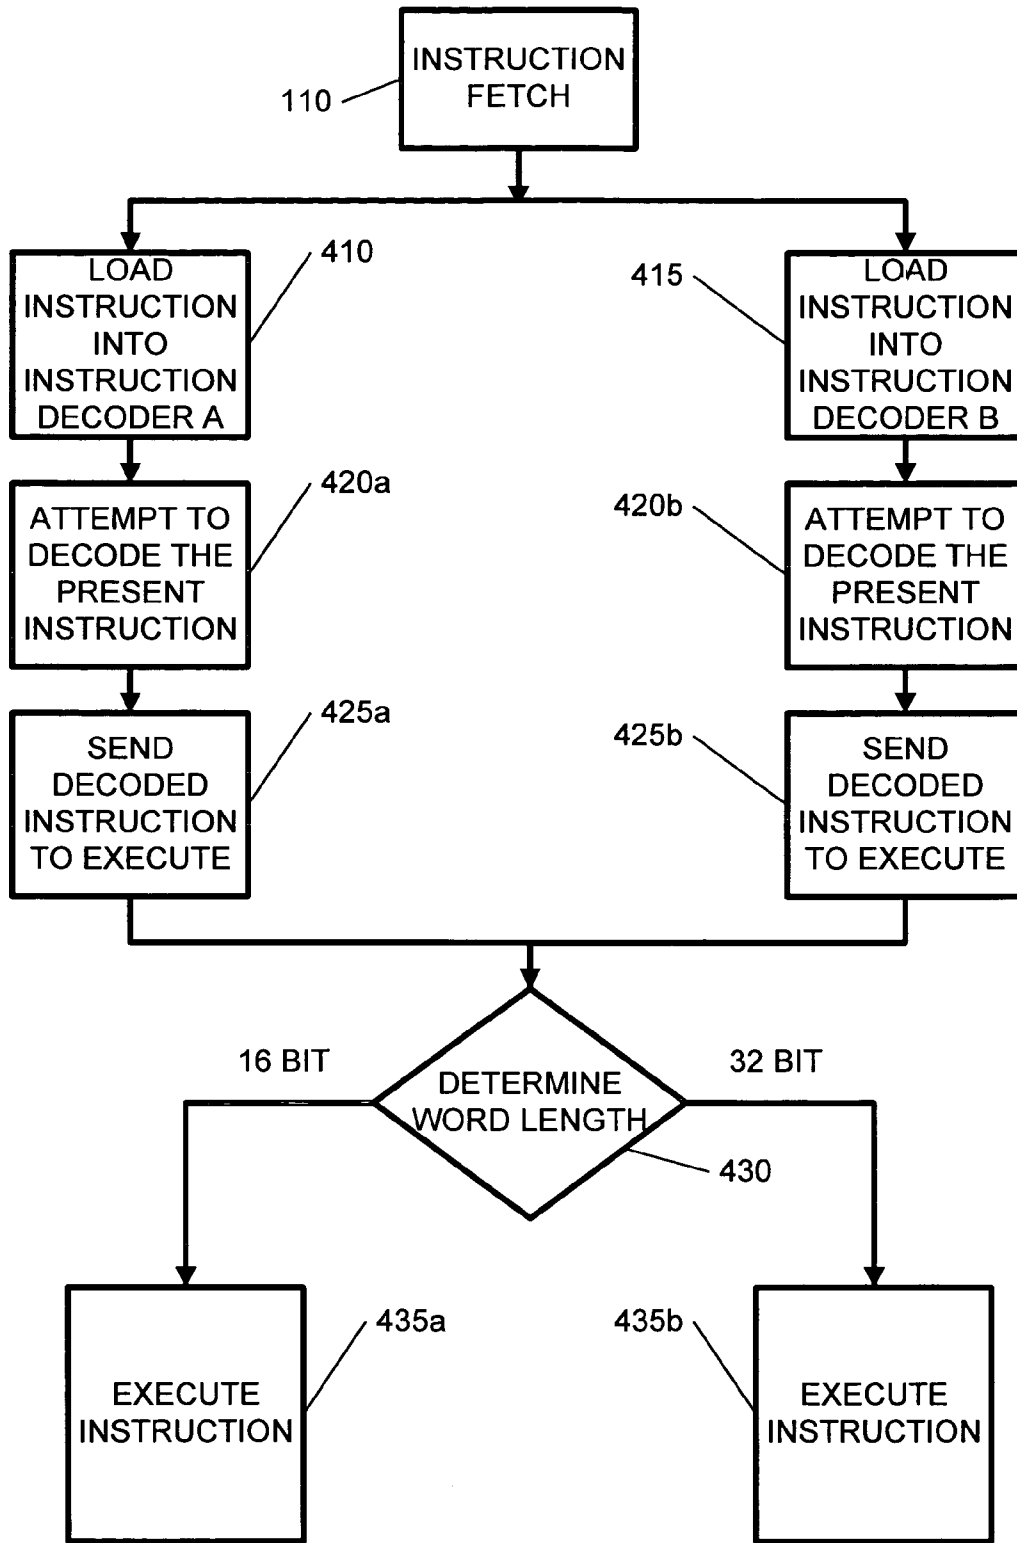 INSTRUCTION
FETCH
110
LOAD
INSTRUCTION
INTO
INSTRUCTION
DECODER A
410
415
LOAD
INSTRUCTION
INTO
INSTRUCTION
DECODER B
ATTEMPT TO
DECODE THE
PRESENT
INSTRUCTION
420a
420b
ATTEMPT TO
DECODE THE
PRESENT
INSTRUCTION
SEND
DECODED
INSTRUCTION
TO EXECUTE
425a
425b
SEND
DECODED
INSTRUCTION
TO EXECUTE
16 BIT
32 BIT
DETERMINE
WORD LENGTH
430
EXECUTE
INSTRUCTION
435a
435b
EXECUTE
INSTRUCTION